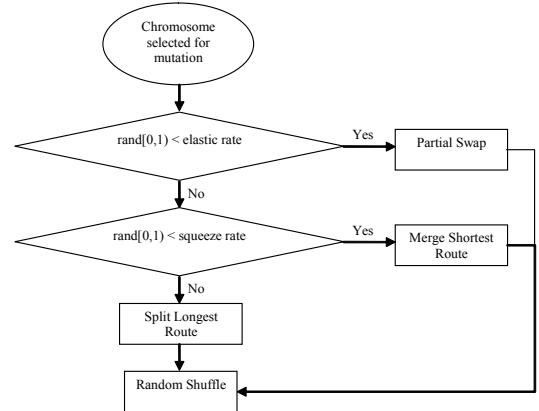 Chromosome
selected for
mutation
rand[0,1) < elastic rate
Yes
Partial Swap
No
rand[0,1) < squeeze rate
Yes
Merge Shortest
Route
No
Split Longest
Route
Random Shuffle